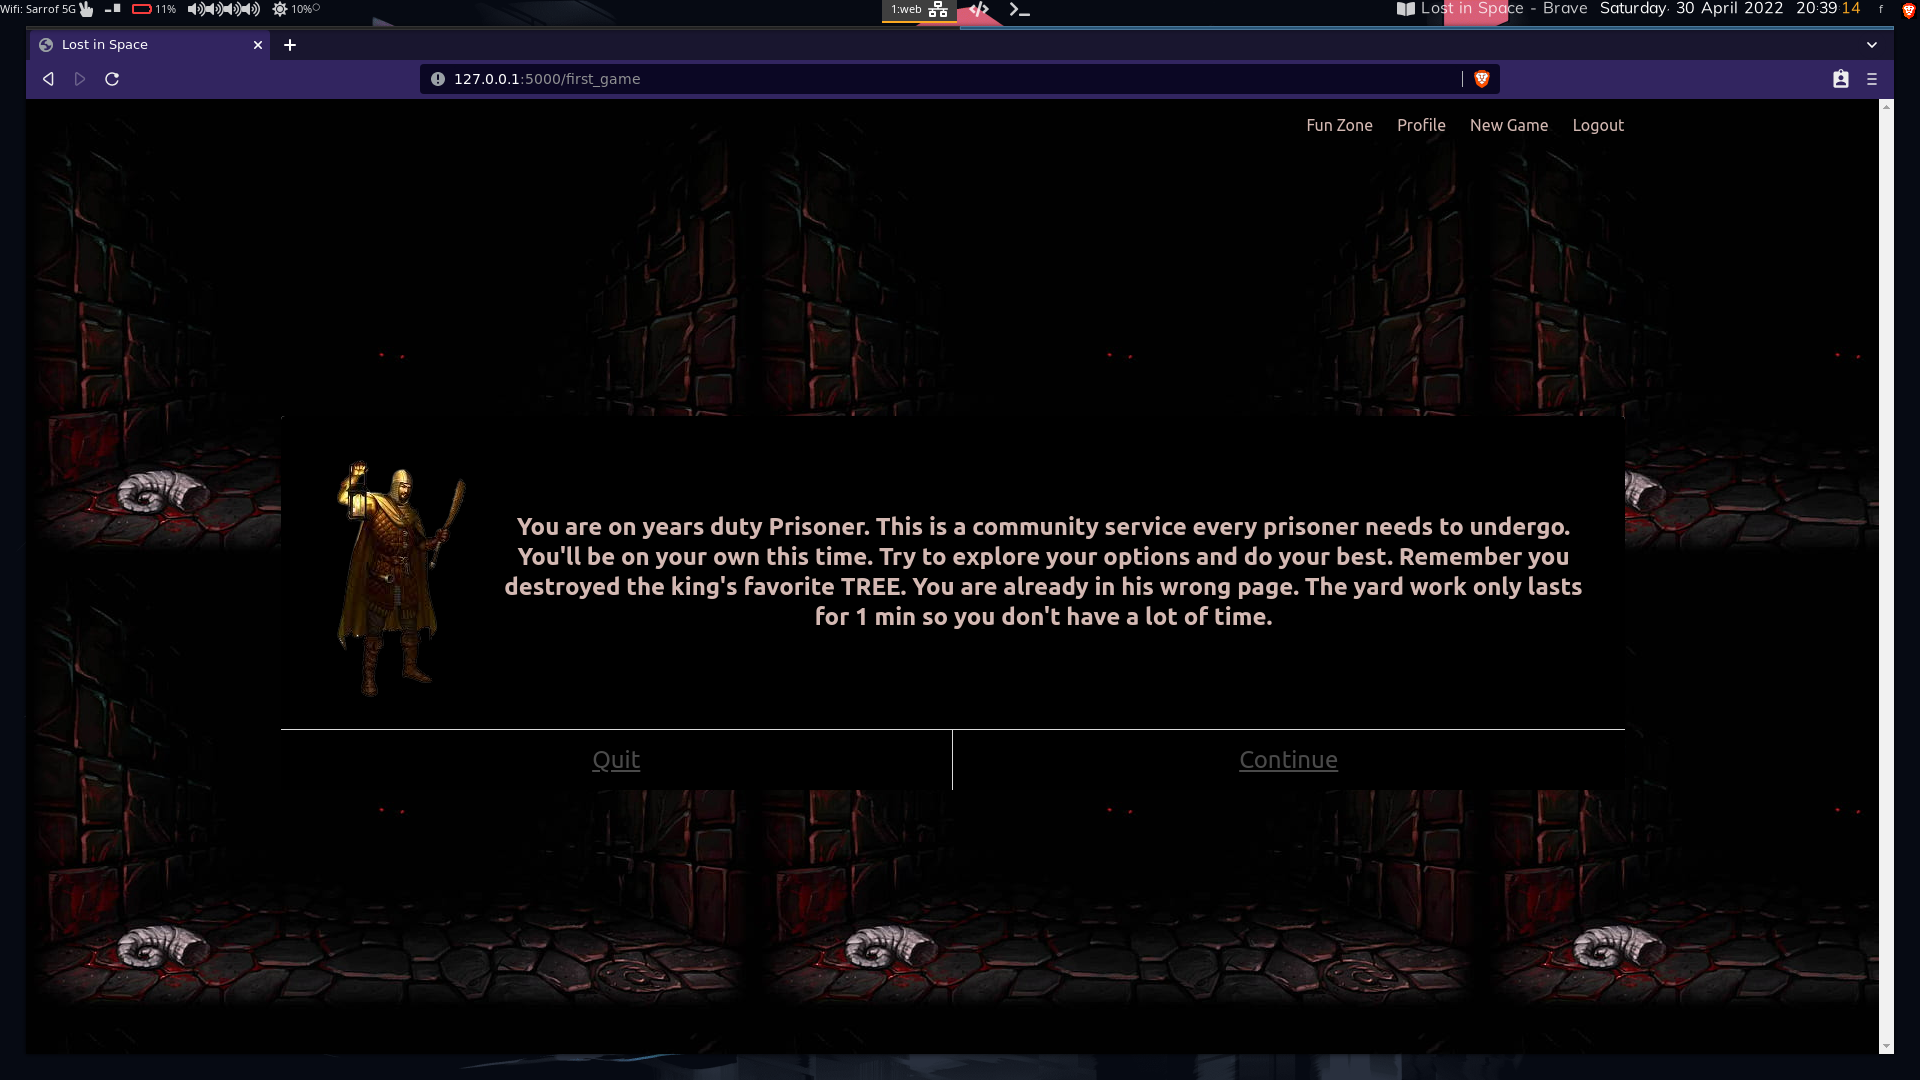 Wifi: Sarrof 5G 11% 10% 1:web Lost in Space - Brave Saturday, 30 April 2022 20:39:14 f
Lost in Space
127.0.0.1:5000/first_game
Fun Zone Profile New Game Logout
You are on years duty Prisoner. This is a community service every prisoner needs to undergo.
You'll be on your own this time. Try to explore your options and do your best. Remember you
destroyed the king's favorite TREE. You are already in his wrong page. The yard work only lasts
for 1 min so you don't have a lot of time.
Quit Continue